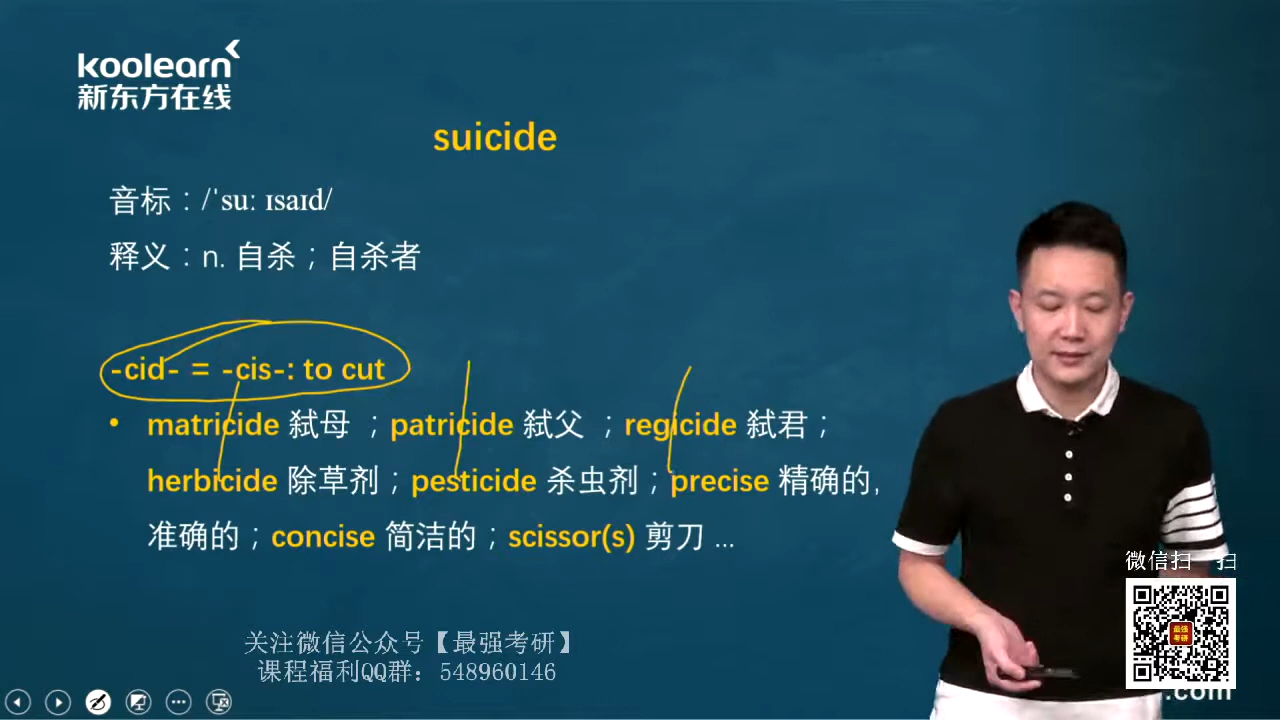 koolearn
新东方在线
suicide
音标：/ˈsuː ɪsaɪd/
释义：n. 自杀；自杀者
-cid- = -cis-: to cut
• matricide 弑母 ；patricide 弑父 ；regicide 弑君；
herbicide 除草剂；pesticide 杀虫剂；precise 精确的,
准确的；concise 简洁的；scissor(s) 剪刀 ...
微信扫一扫
最强
考研
关注微信公众号【最强考研】
课程福利QQ群：548960146
.com